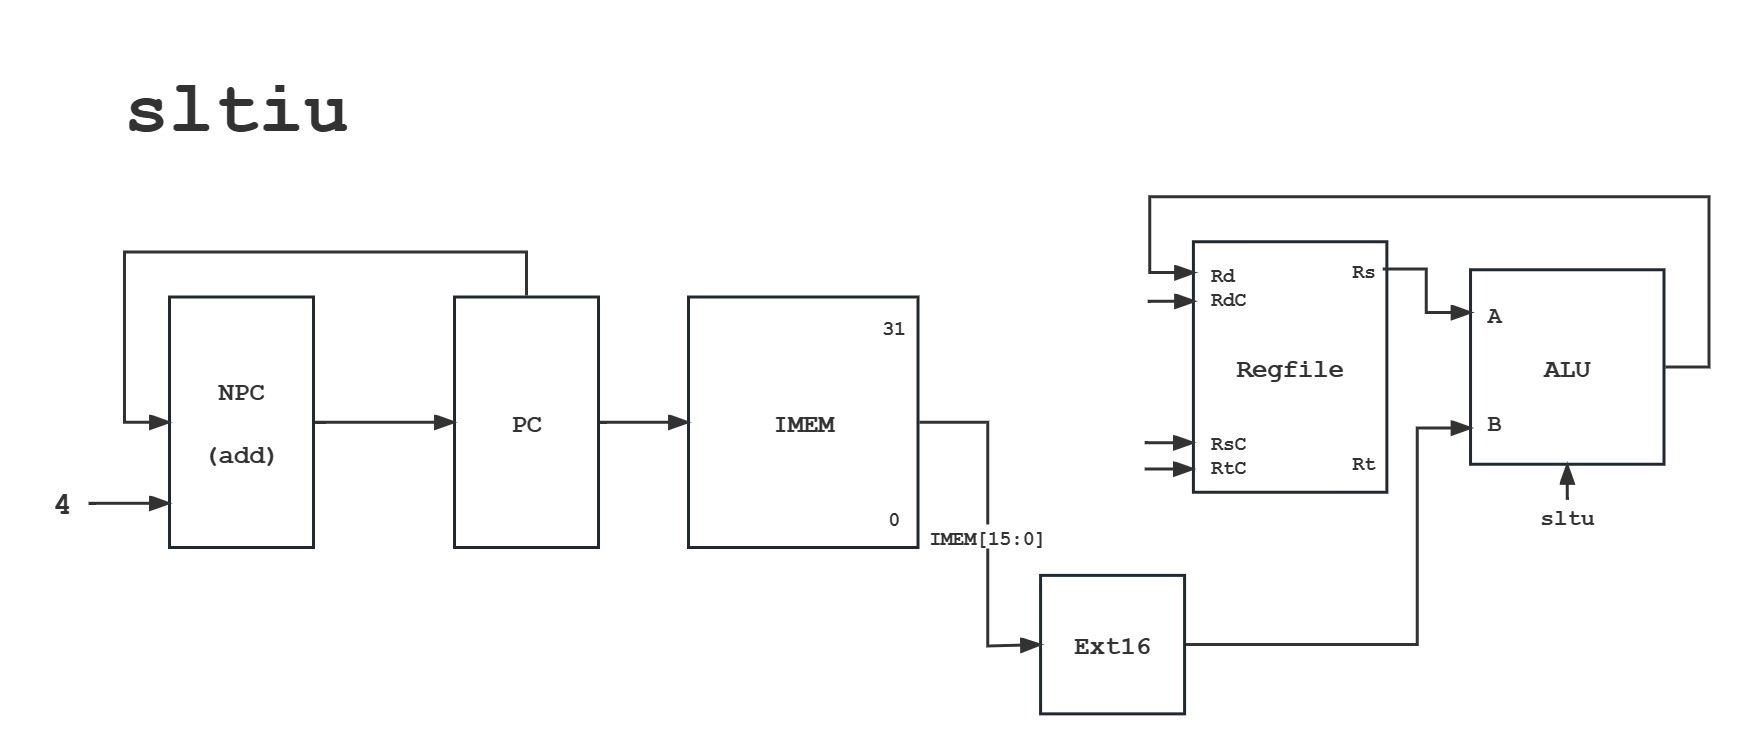 sltiu
NPC
(add)
4
PC
31
IMEM
0
IMEM[15:0]
Ext16
Rd
RdC
Rs
Regfile
RsC
RtC
Rt
A
ALU
B
sltu